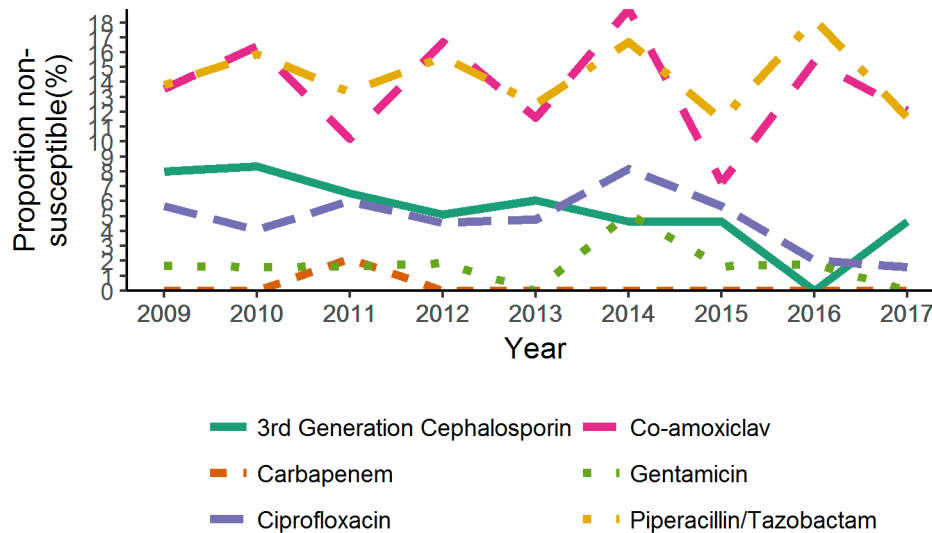 Proportion non-
susceptible(%)
18
17
16
15
14
13
12
11
10
9
8
7
6
5
4
3
2
1
0
2009 2010 2011 2012 2013 2014 2015 2016 2017
Year
3rd Generation Cephalosporin Co-amoxiclav
Carbapenem Gentamicin
Ciprofloxacin Piperacillin/Tazobactam